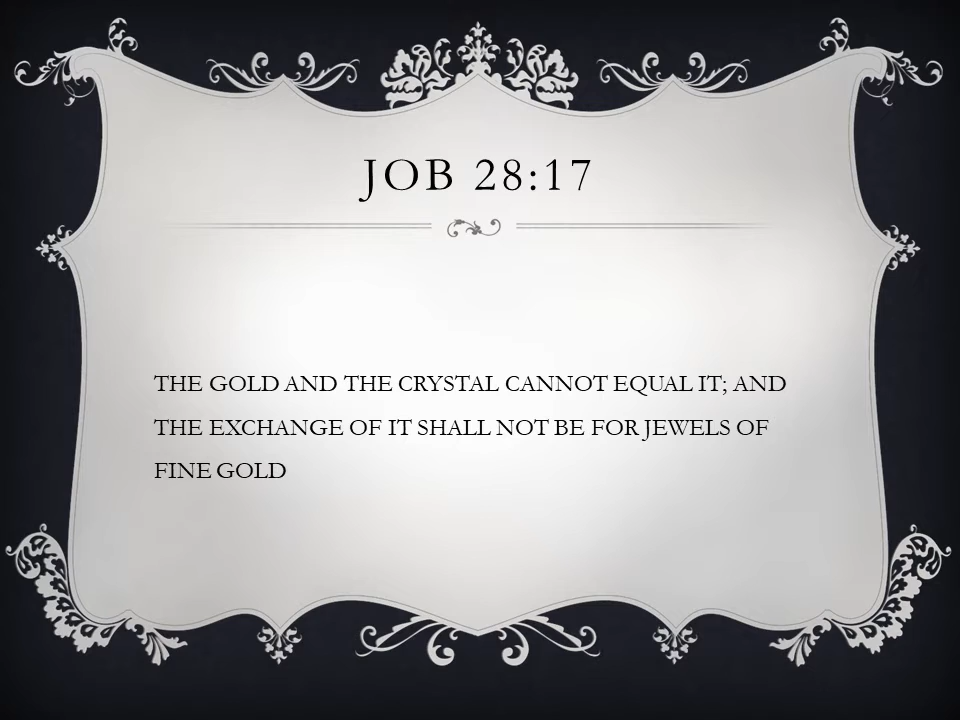 JOB 28:17
THE GOLD AND THE CRYSTAL CANNOT EQUAL IT; AND
THE EXCHANGE OF IT SHALL NOT BE FOR JEWELS OF
FINE GOLD